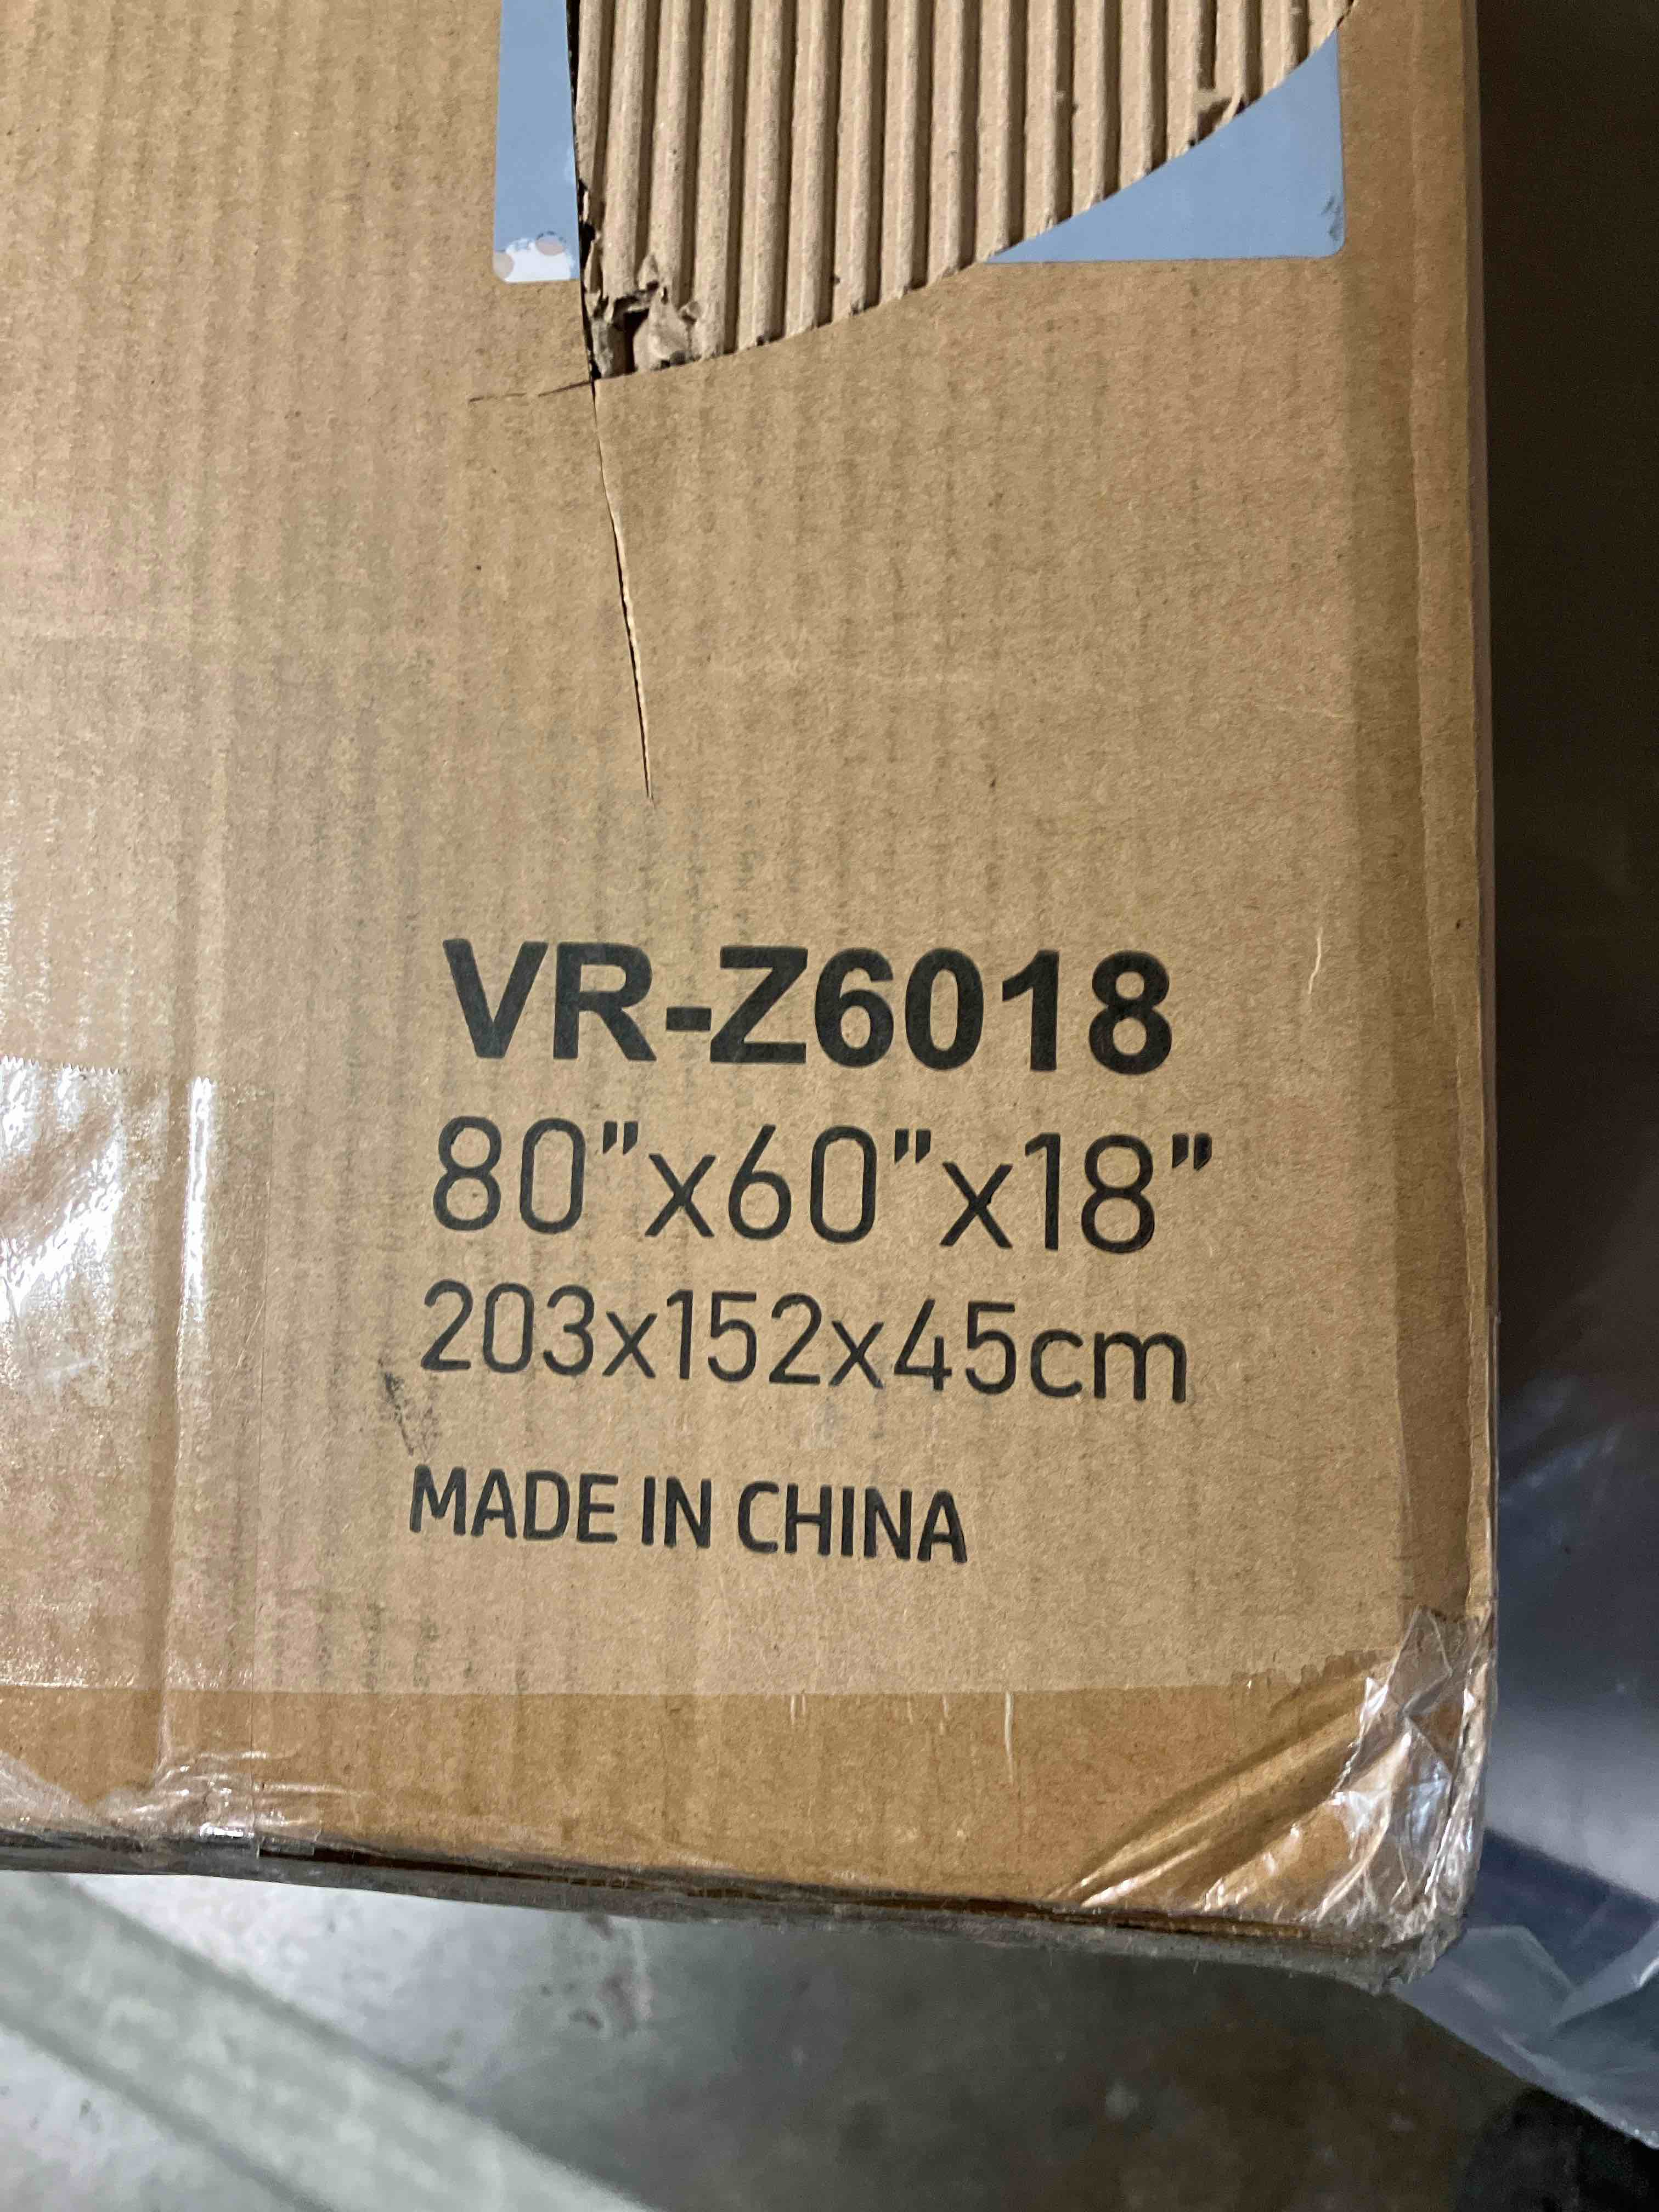 VR-Z6018
80”x60”x18”
203x152x45cm
MADE IN CHINA